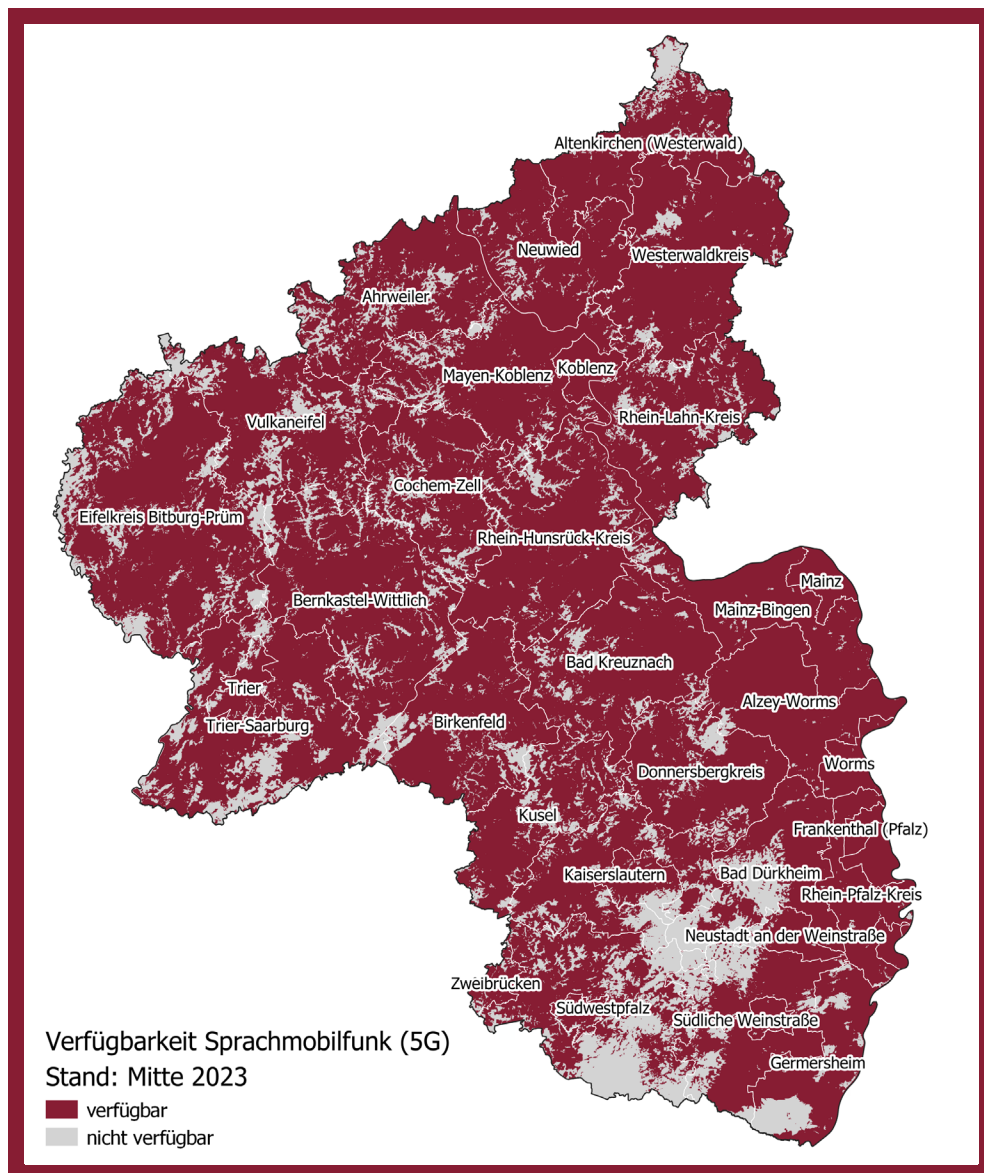 Altenkirchen (Westerwald)
Neuwied
Westerwaldkreis
Ahrweiler
Koblenz
Mayen-Koblenz
Rhein-Lahn-Kreis
Vulkaneifel
Cochem-Zell
Eifelkreis Bitburg-Prüm
Rhein-Hunsrück-Kreis
Mainz
Bernkastel-Wittlich
Mainz-Bingen
Bad Kreuznach
Trier
Alzey-Worms
Trier-Saarburg
Birkenfeld
Worms
Donnersbergkreis
Kusel
Frankenthal (Pfalz)
Kaiserslautern
Bad Dürkheim
Rhein-Pfalz-Kreis
Neustadt an der Weinstraße
Zweibrücken
Südwestpfalz
Südliche Weinstraße
Germersheim
Verfügbarkeit Sprachmobilfunk (5G)
Stand: Mitte 2023
verfügbar
nicht verfügbar